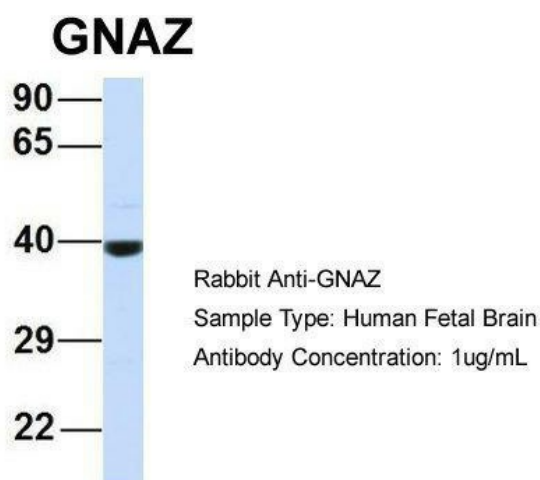 GNAZ
90
65
40
29
22
Rabbit Anti-GNAZ
Sample Type: Human Fetal Brain
Antibody Concentration: 1ug/mL